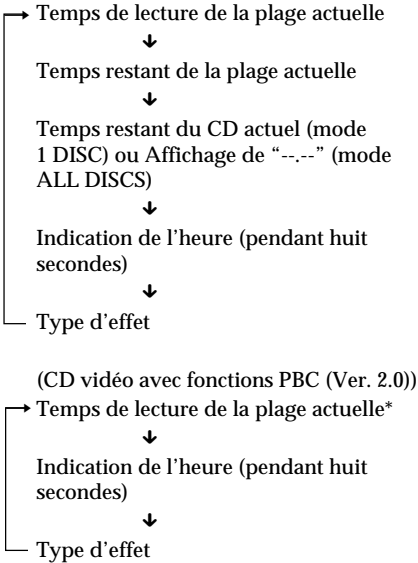 Temps de lecture de la plage actuelle
Temps restant de la plage actuelle
Temps restant du CD actuel (mode
1 DISC) ou Affichage de “--.--” (mode
ALL DISCS)
Indication de l’heure (pendant huit
secondes)
Type d’effet
(CD vidéo avec fonctions PBC (Ver. 2.0))
Temps de lecture de la plage actuelle*
Indication de l’heure (pendant huit
secondes)
Type d’effet